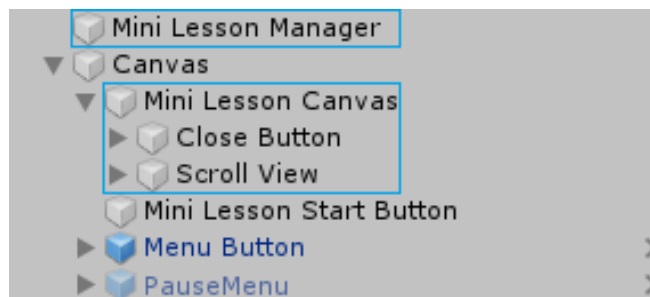 Mini Lesson Manager
Canvas
Mini Lesson Canvas
Close Button
Scroll View
Mini Lesson Start Button
Menu Button
PauseMenu